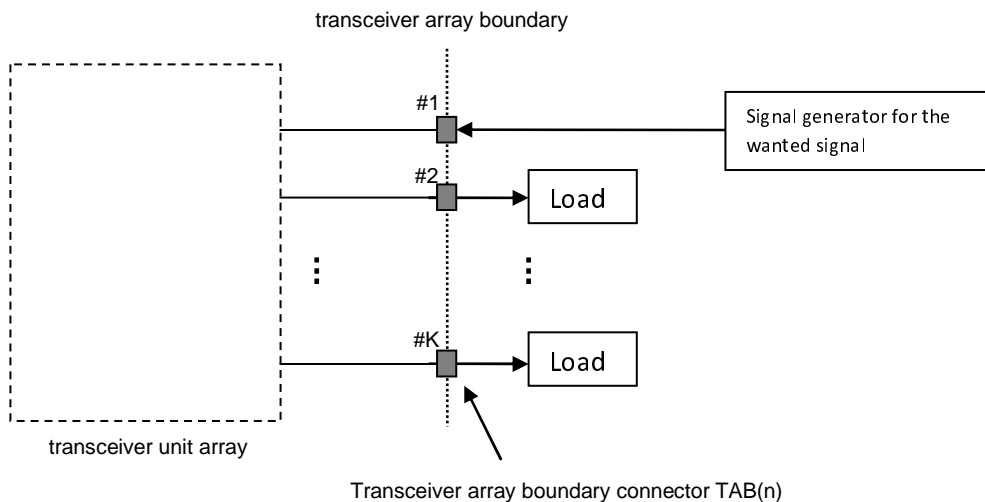 transceiver array boundary
#1
Signal generator for the
wanted signal
#2
Load
#K
Load
transceiver unit array
Transceiver array boundary connector TAB(n)